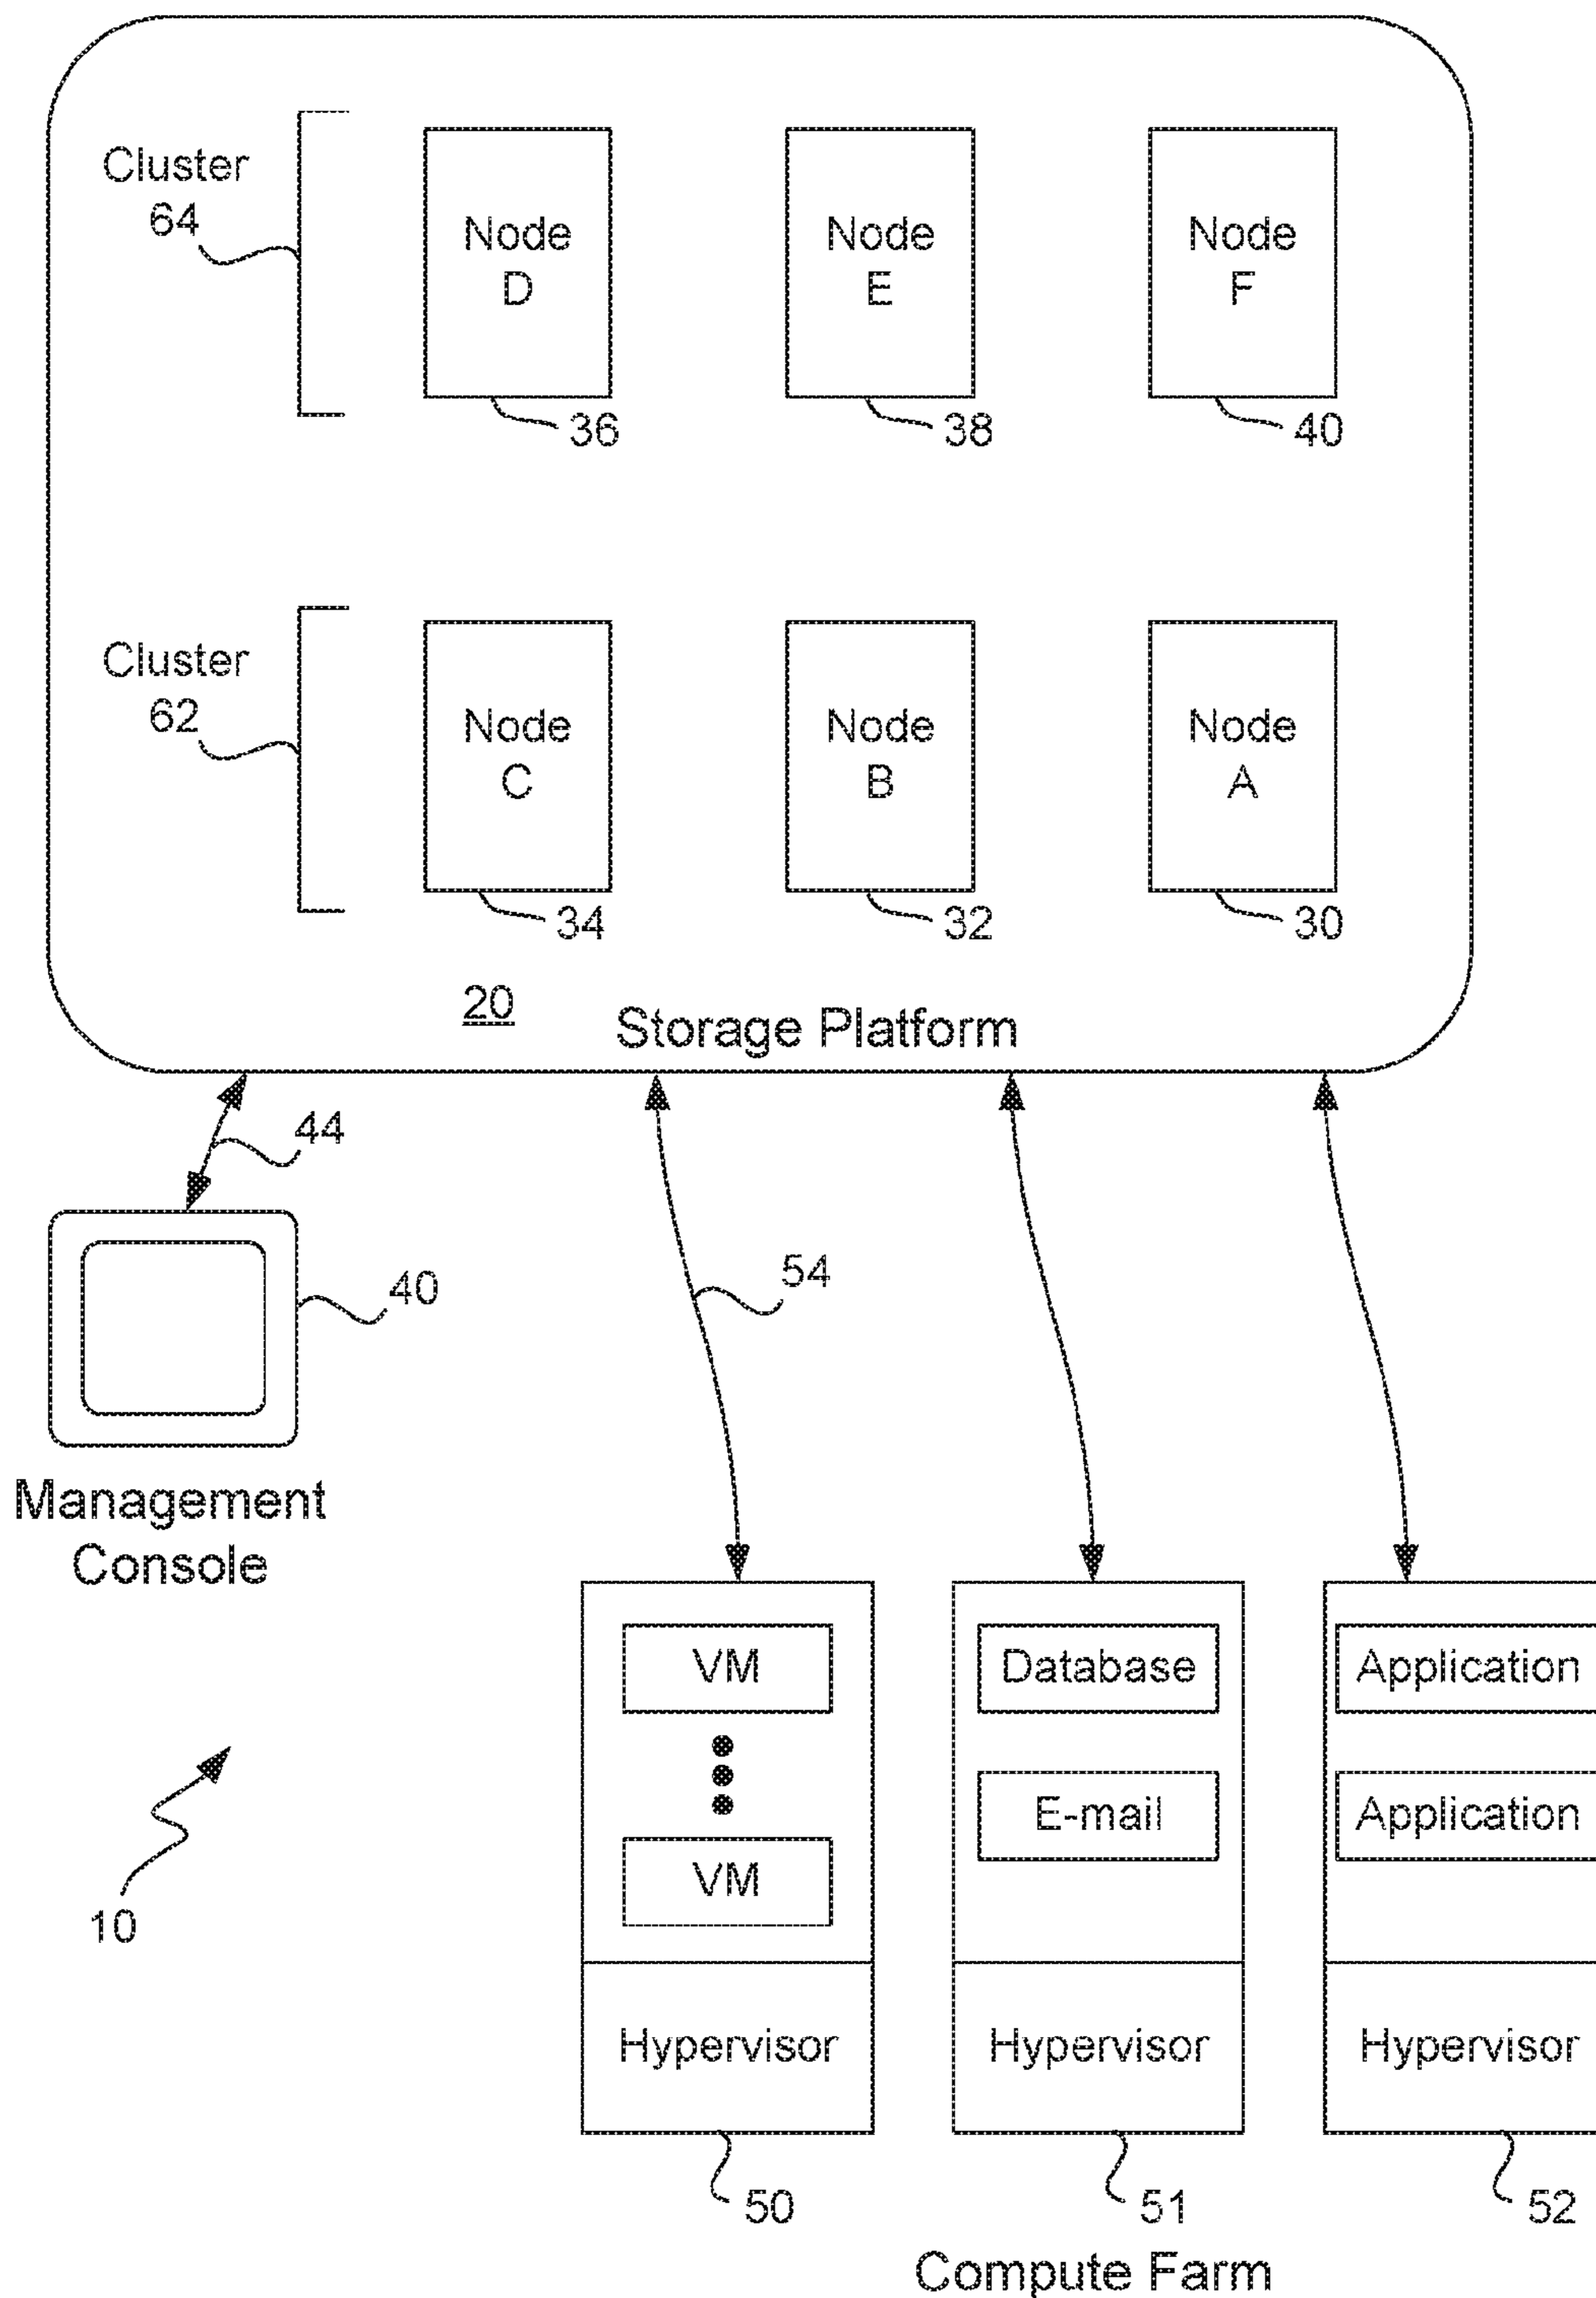 Cluster
64
Node
D
Node
E
Node
F
36
38
40
Cluster
62
Node
C
Node
B
Node
A
34
32
30
20
Storage Platform
44
40
54
Management
Console
VM
Database
Application
VM
E-mail
Application
10
Hypervisor
Hypervisor
Hypervisor
50
51
52
Compute Farm